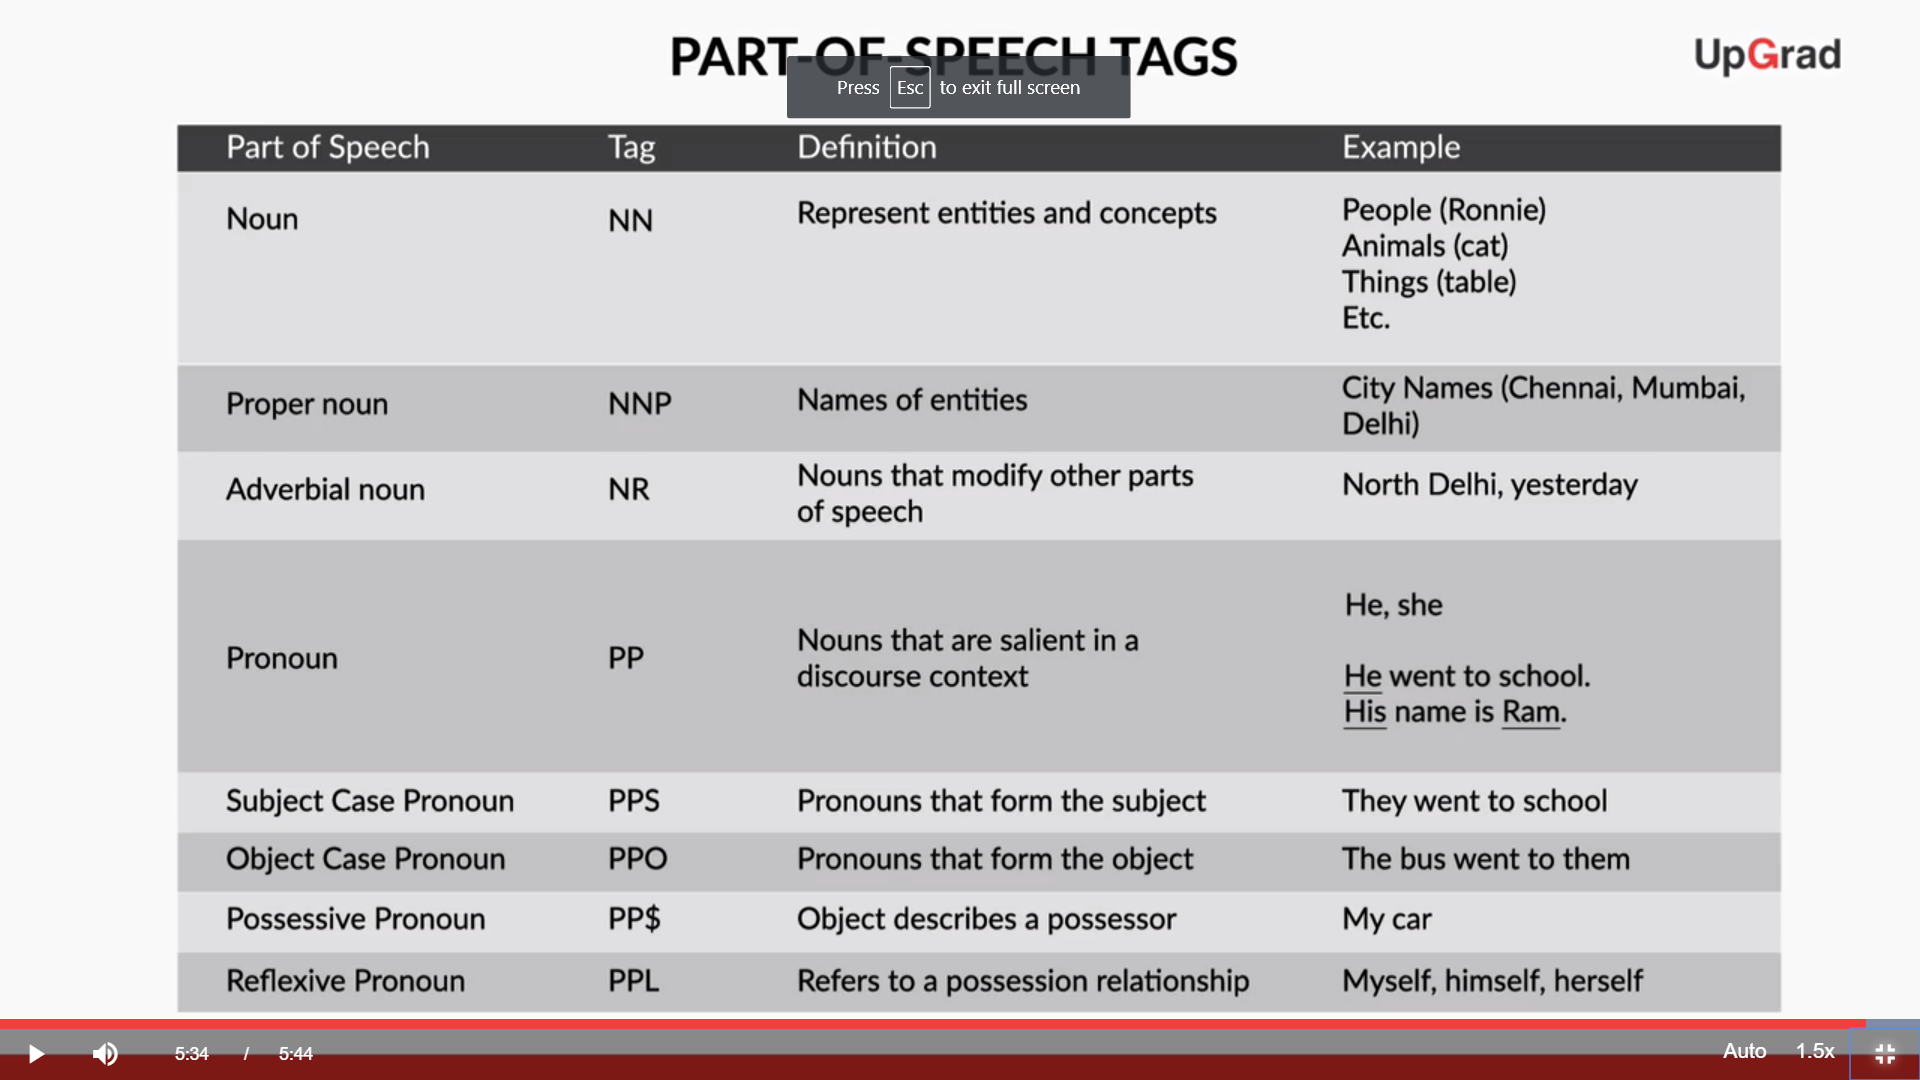 PART-OF-SPEECH TAGS
UpGrad
Press Esc to exit full screen
Part of Speech Tag Definition Example
Noun NN Represent entities and concepts People (Ronnie)
Animals (cat)
Things (table)
Etc.
Proper noun NNP Names of entities City Names (Chennai, Mumbai,
Delhi)
Adverbial noun NR Nouns that modify other parts North Delhi, yesterday
of speech
He, she
Pronoun PP Nouns that are salient in a
discourse context He went to school.
His name is Ram.
Subject Case Pronoun PPS Pronouns that form the subject They went to school
Object Case Pronoun PPO Pronouns that form the object The bus went to them
Possessive Pronoun PP$ Object describes a possessor My car
Reflexive Pronoun PPL Refers to a possession relationship Myself, himself, herself
5:34 / 5:44 Auto 1.5x